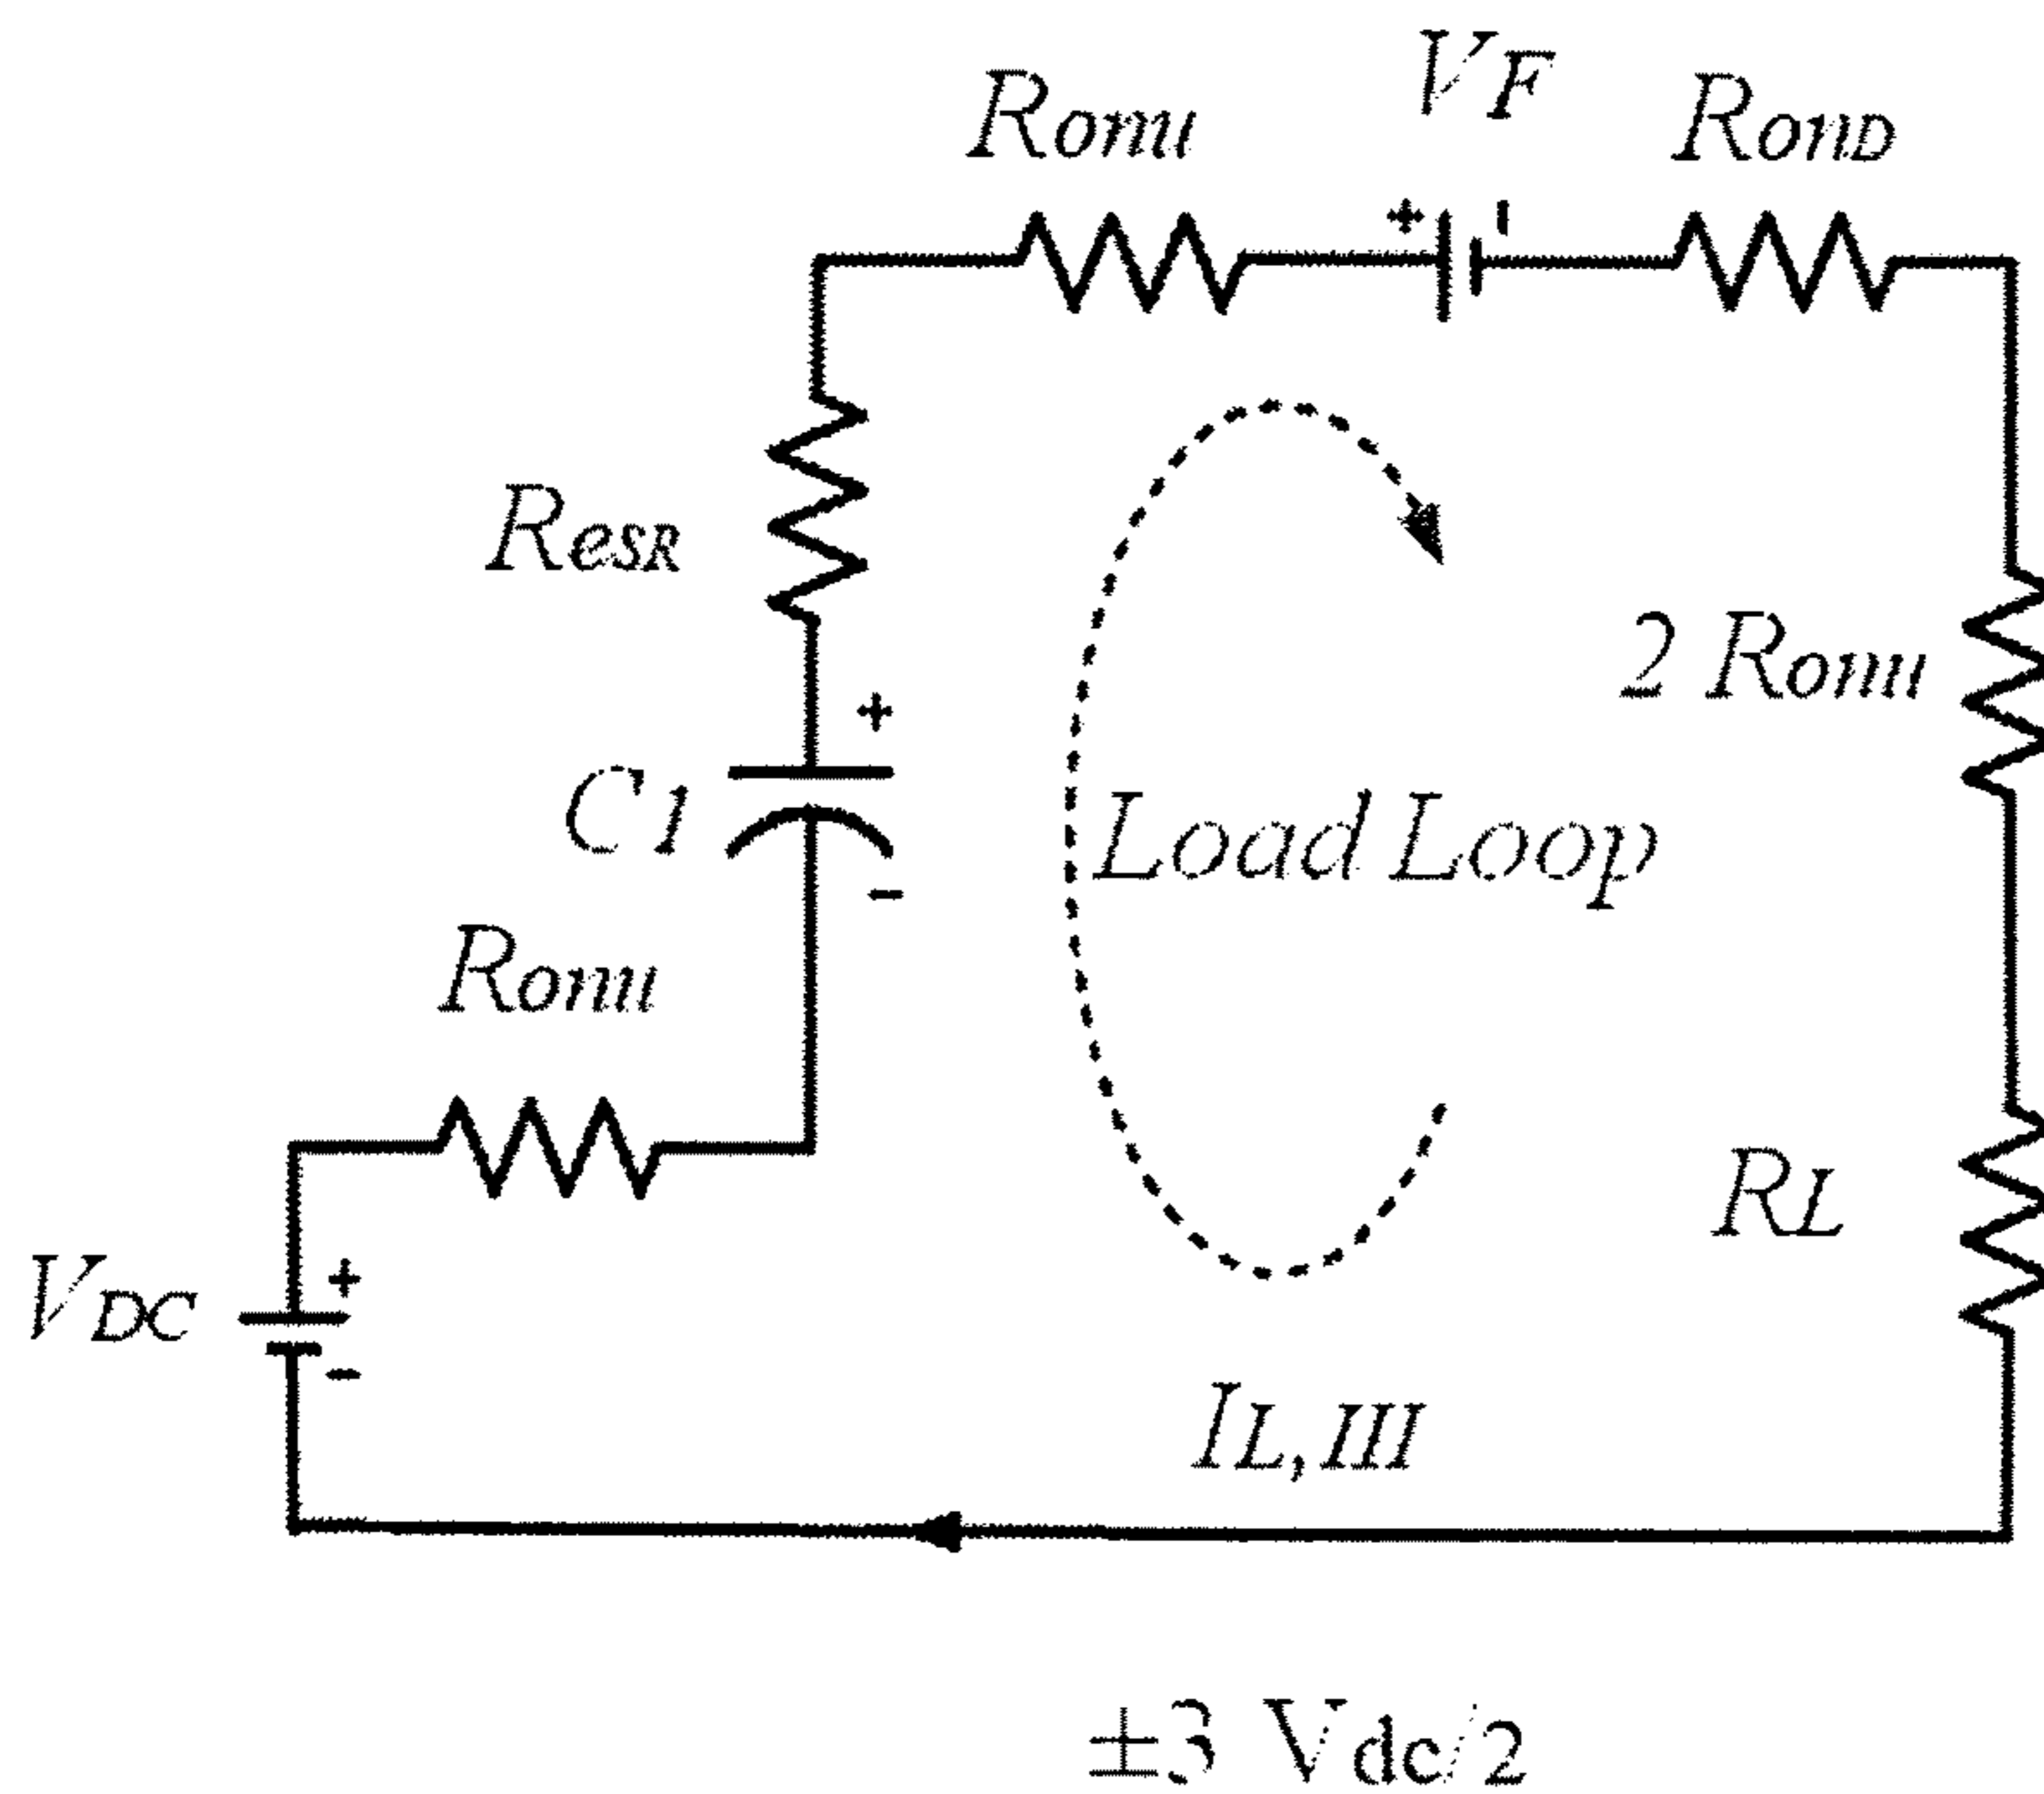 VF
Ronu
RonD
+
-
ResR
2 Ronu
+
C1
Load Loop
-
Ronu
RL
VDC
+
-
IL,III
±3 Vdc/2